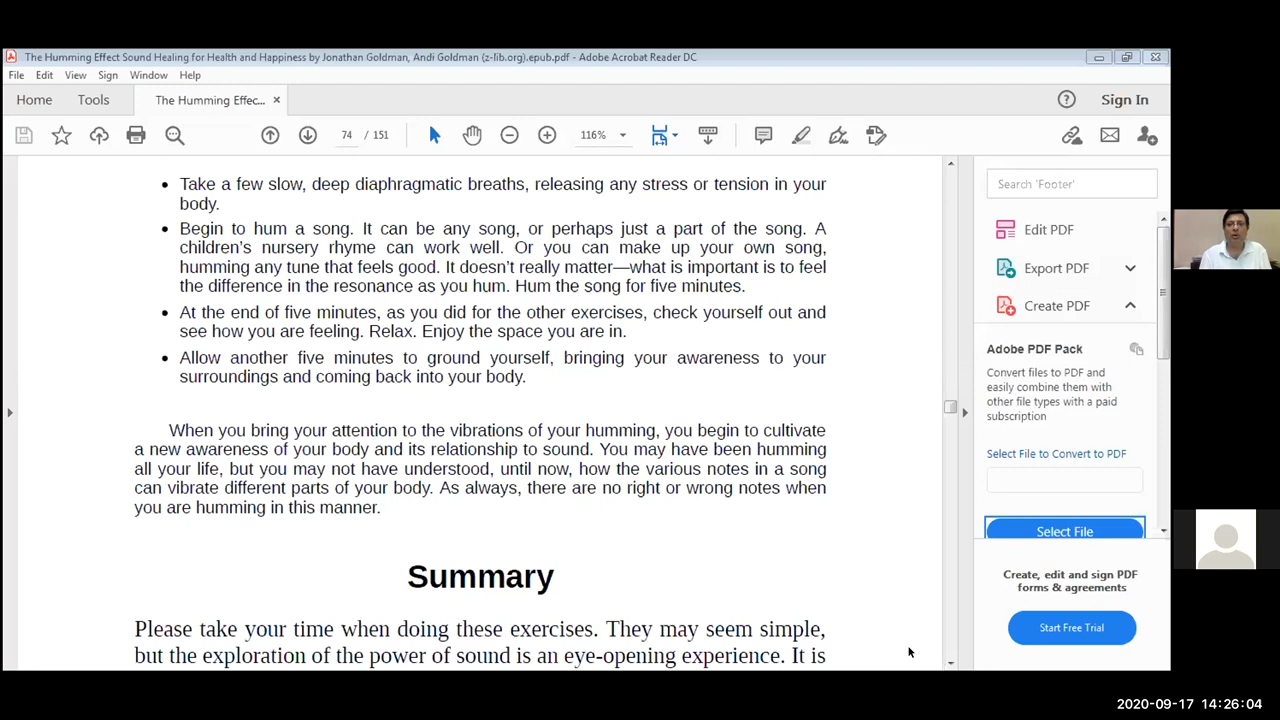 The Humming Effect Sound Healing for Health and Happiness by Jonathan Goldman, Andi Goldman (z-lib.org).epub.pdf - Adobe Acrobat Reader DC
File Edit View Sign Window Help
Home Tools The Humming Effec... × Sign In
74 / 151 116%
• Take a few slow, deep diaphragmatic breaths, releasing any stress or tension in your
body.
• Begin to hum a song. It can be any song, or perhaps just a part of the song. A
children's nursery rhyme can work well. Or you can make up your own song,
humming any tune that feels good. It doesn't really matter—what is important is to feel
the difference in the resonance as you hum. Hum the song for five minutes.
• At the end of five minutes, as you did for the other exercises, check yourself out and
see how you are feeling. Relax. Enjoy the space you are in.
• Allow another five minutes to ground yourself, bringing your awareness to your
surroundings and coming back into your body.
When you bring your attention to the vibrations of your humming, you begin to cultivate
a new awareness of your body and its relationship to sound. You may have been humming
all your life, but you may not have understood, until now, how the various notes in a song
can vibrate different parts of your body. As always, there are no right or wrong notes when
you are humming in this manner.
Summary
Please take your time when doing these exercises. They may seem simple,
but the exploration of the power of sound is an eye-opening experience. It is
Search 'Footer'
Edit PDF
Export PDF
Create PDF
Adobe PDF Pack
Convert files to PDF and
easily combine them with
other file types with a paid
subscription
Select File to Convert to PDF
Select File
Create, edit and sign PDF
forms & agreements
Start Free Trial
2020-09-17 14:26:04